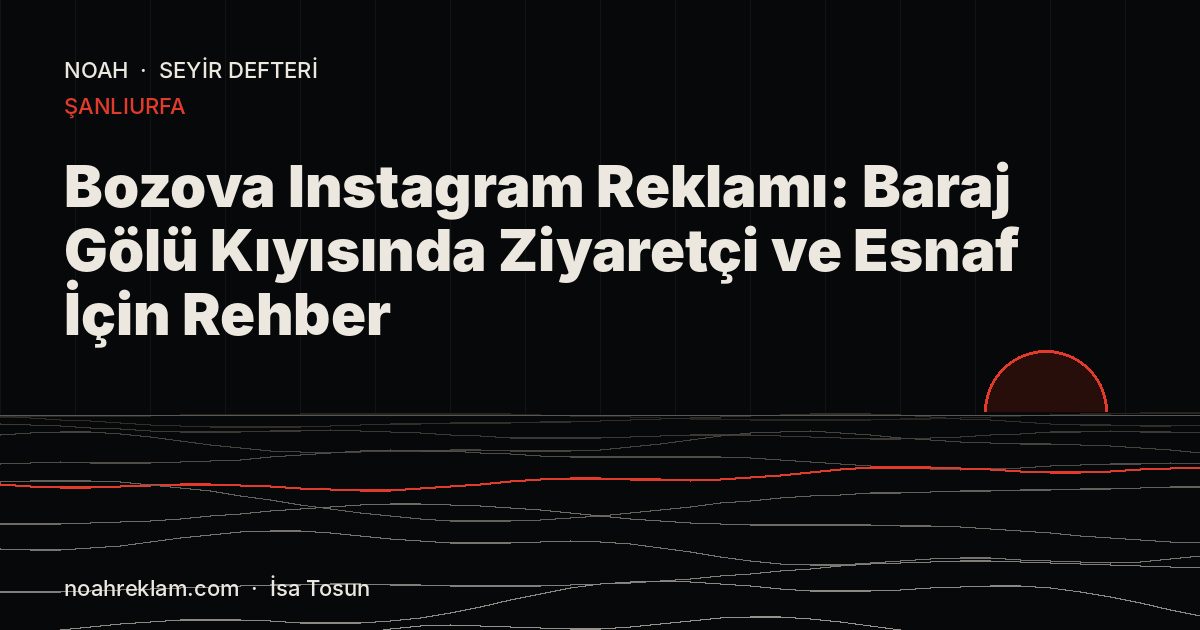 NOAH · SEYİR DEFTERİ
ŞANLIURFA
Bozova Instagram Reklamı: Baraj
Gölü Kıyısında Ziyaretçi ve Esnaf
İçin Rehber
noahreklam.com · İsa Tosun